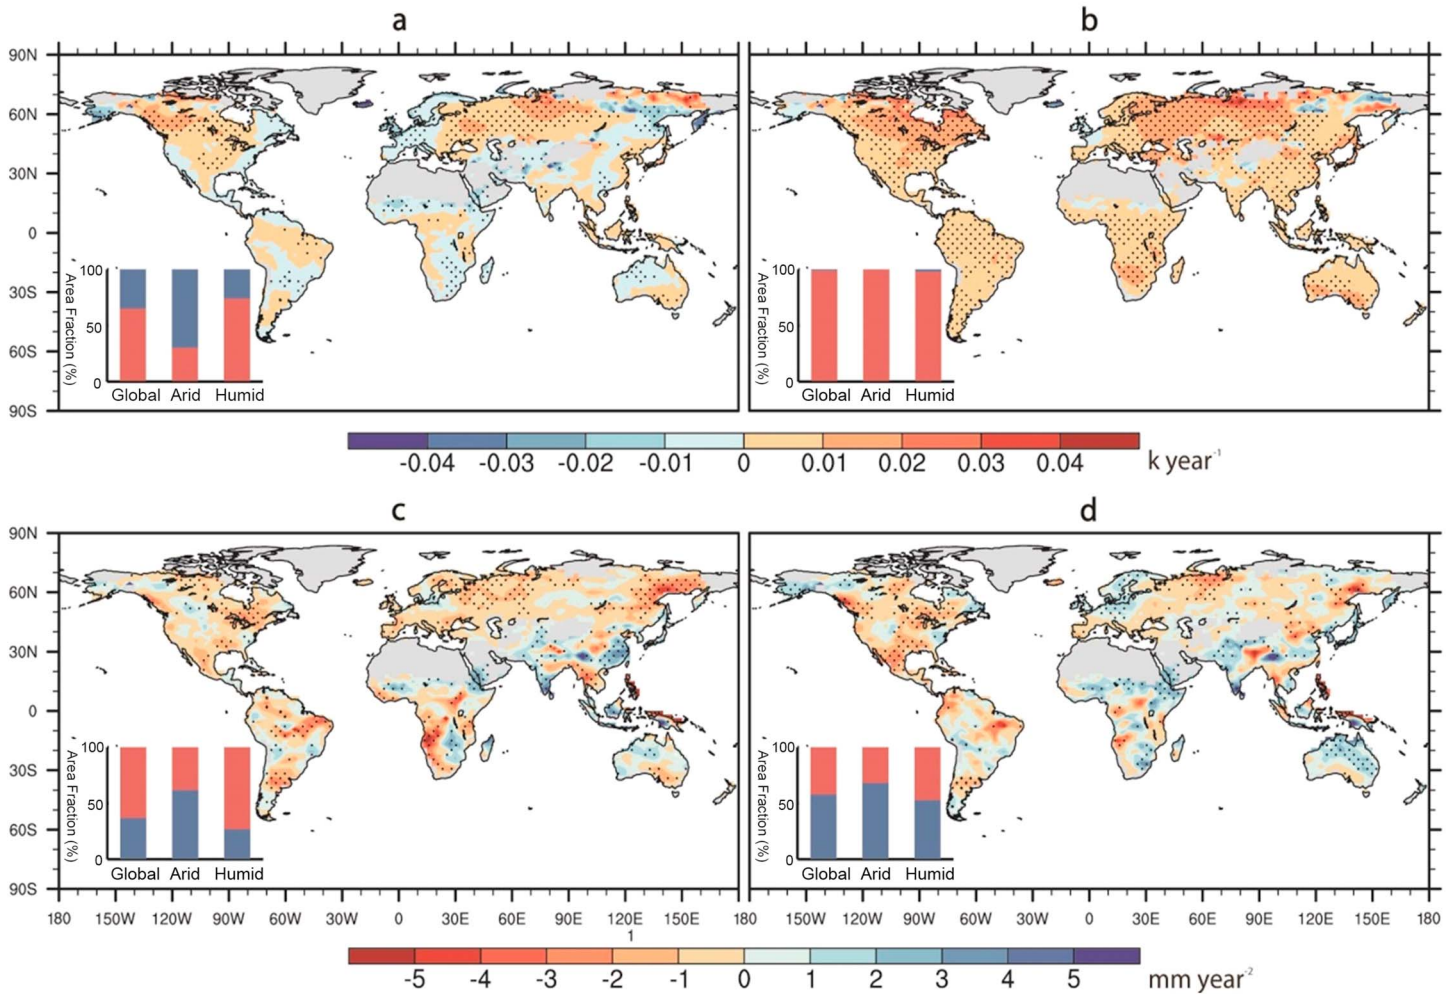 a
b
90N
60N
30N
0
30S
60S
90S
Area Fraction (%)
100
50
0
Global Arid Humid
Area Fraction (%)
100
50
0
Global Arid Humid
-0.04 -0.03 -0.02 -0.01 0 0.01 0.02 0.03 0.04 k year-1
c
d
90N
60N
30N
0
30S
60S
90S
Area Fraction (%)
100
50
0
Global Arid Humid
Area Fraction (%)
100
50
0
Global Arid Humid
180 150W 120W 90W 60W 30W 0 30E 60E 90E 120E 150E 180 150W 120W 90W 60W 30W 0 30E 60E 90E 120E 150E 180
1
-5 -4 -3 -2 -1 0 1 2 3 4 5 mm year-2